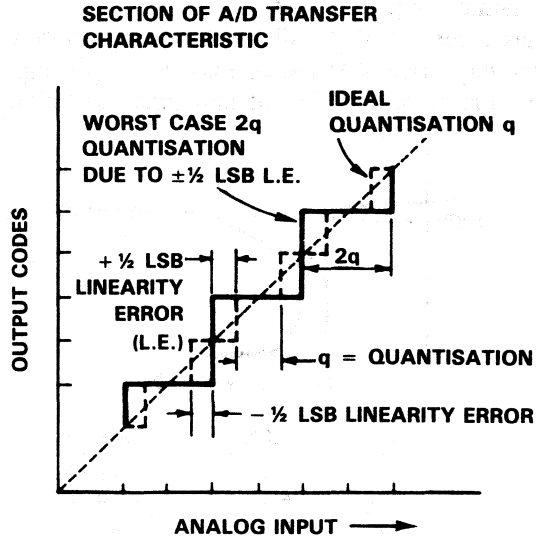 SECTION OF A/D TRANSFER
CHARACTERISTIC
IDEAL
QUANTISATION q
WORST CASE 2q
QUANTISATION
DUE TO ±½ LSB L.E.
+½ LSB
LINEARITY
ERROR
(L.E.)
2q
q = QUANTISATION
−½ LSB LINEARITY ERROR
OUTPUT CODES
ANALOG INPUT